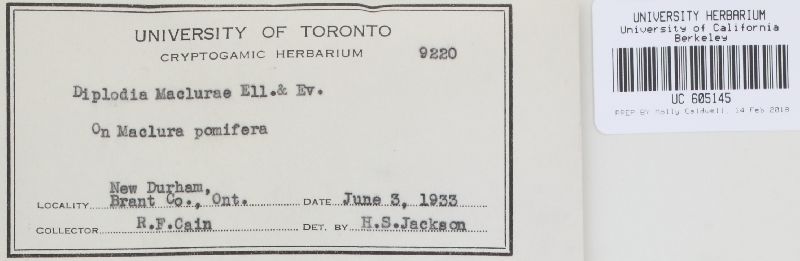 UNIVERSITY OF TORONTO
CRYPTOGAMIC HERBARIUM 9220
Diplodia Maclurae Ell.& Ev.
On Maclura pomifera
New Durham,
LOCALITY Brant Co., Ont. DATE June 3, 1933
COLLECTOR R.F.Cain DET. BY H.S.Jackson
UNIVERSITY HERBARIUM
University of California
Berkeley
UC 605145
PREP BY Molly Caldwell 14 Feb 2018